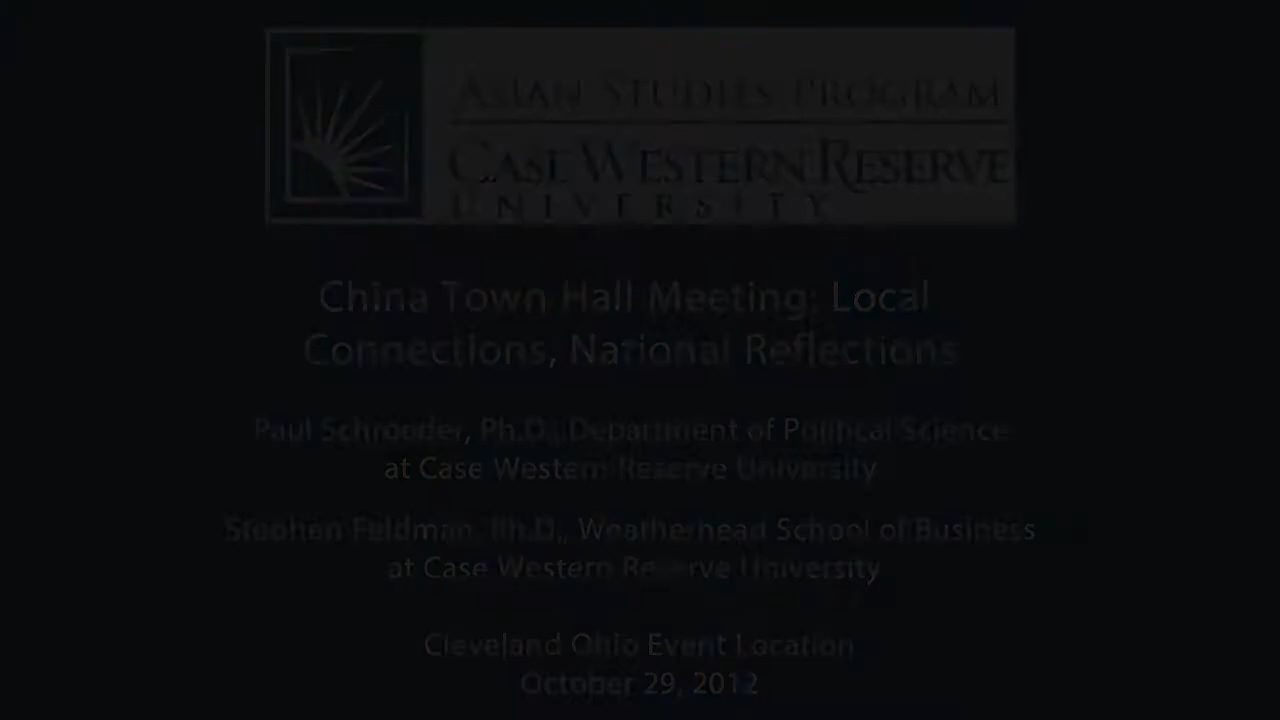 ASIAN STUDIES PROGRAM
CASE WESTERN RESERVE
UNIVERSITY
China Town Hall Meeting: Local
Connections, National Reflections
Paul Schroeder, Ph.D., Department of Political Science
at Case Western Reserve University
Stephen Feldman, Ph.D., Weatherhead School of Business
at Case Western Reserve University
Cleveland Ohio Event Location
October 29, 2012